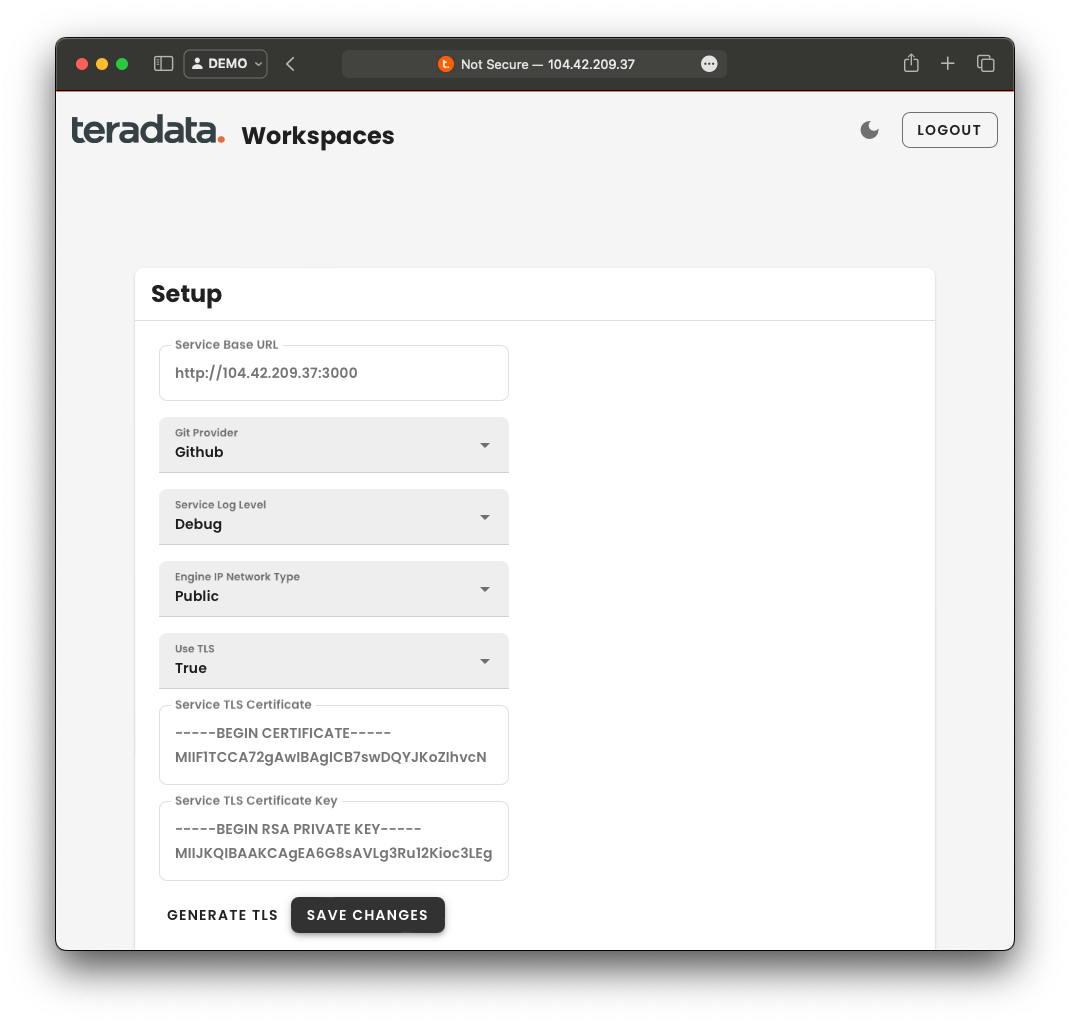 DEMO
Not Secure — 104.42.209.37
teradata. Workspaces
LOGOUT
Setup
Service Base URL
http://104.42.209.37:3000
Git Provider
Github
Service Log Level
Debug
Engine IP Network Type
Public
Use TLS
True
Service TLS Certificate
-----BEGIN CERTIFICATE-----
MIIF1TCCA72gAwIBAgICB7swDQYJKoZIhvcN
Service TLS Certificate Key
-----BEGIN RSA PRIVATE KEY-----
MIIJKQIBAAKCAgEA6G8sAVLg3Ru12Kioc3LEg
GENERATE TLS
SAVE CHANGES